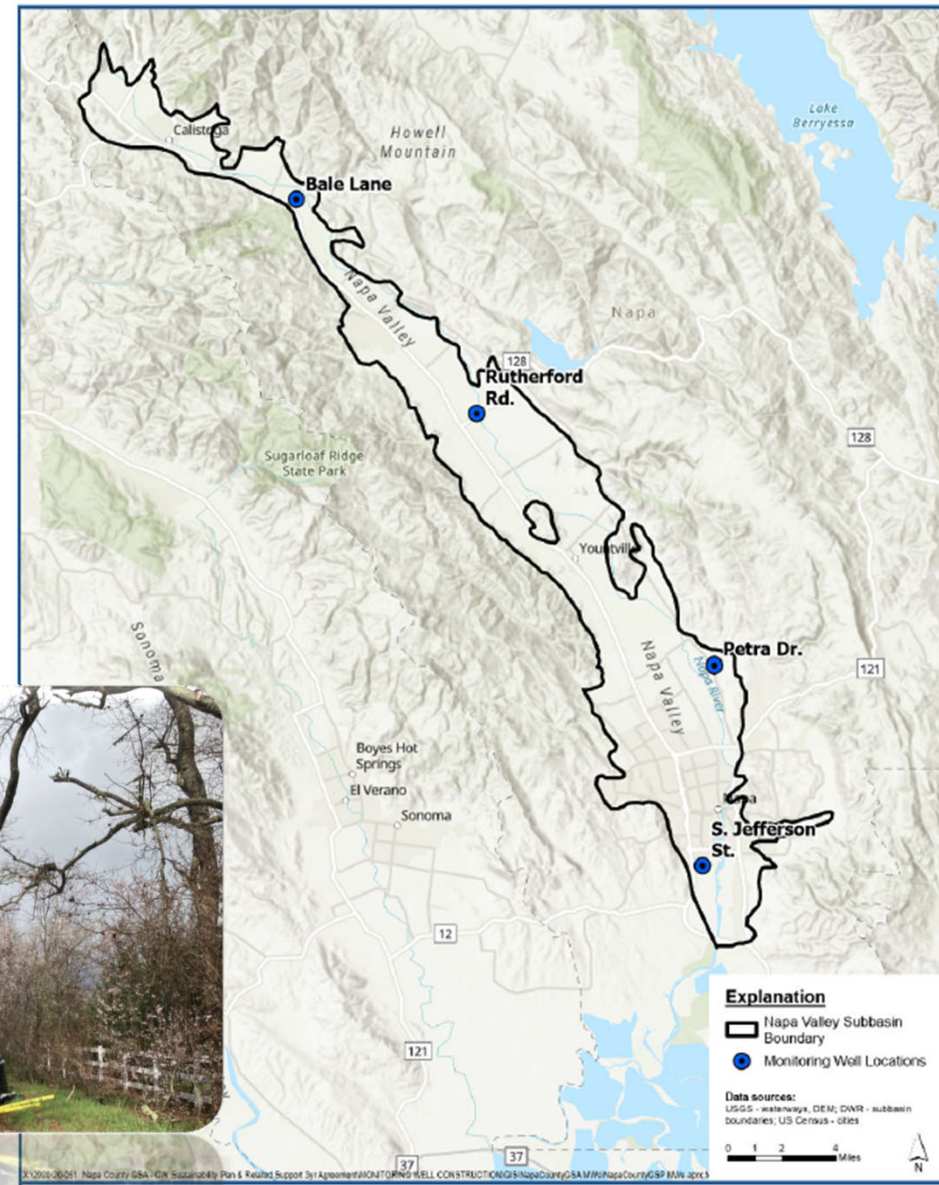 Lake
Berryessa
Howell
Mountain
Calistoga
Bale Lane
Napa Valley
Napa
128
Rutherford
Rd.
128
Sugarloaf Ridge
State Park
Yountville
Sonoma
Petra Dr.
Napa River
Napa Valley
121
Boyes Hot
Springs
El Verano
Sonoma
Napa
S. Jefferson
St.
12
121
37
37
Explanation
Napa Valley Subbasin
Boundary
Monitoring Well Locations
Data sources:
USGS - waterways, DEM; DWR - subbasin
boundaries; US Census - cities
0 1 2 4
Miles
N